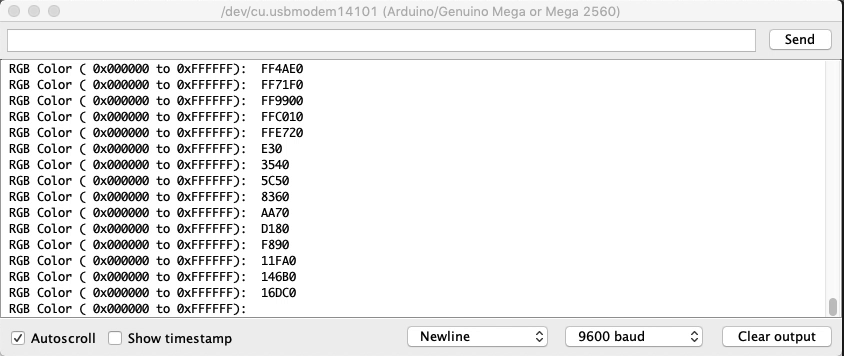 /dev/cu.usbmodem14101 (Arduino/Genuino Mega or Mega 2560)
Send
RGB Color ( 0x000000 to 0xFFFFFF):  FF4AE0
RGB Color ( 0x000000 to 0xFFFFFF):  FF71F0
RGB Color ( 0x000000 to 0xFFFFFF):  FF9900
RGB Color ( 0x000000 to 0xFFFFFF):  FFC010
RGB Color ( 0x000000 to 0xFFFFFF):  FFE720
RGB Color ( 0x000000 to 0xFFFFFF):  E30
RGB Color ( 0x000000 to 0xFFFFFF):  3540
RGB Color ( 0x000000 to 0xFFFFFF):  5C50
RGB Color ( 0x000000 to 0xFFFFFF):  8360
RGB Color ( 0x000000 to 0xFFFFFF):  AA70
RGB Color ( 0x000000 to 0xFFFFFF):  D180
RGB Color ( 0x000000 to 0xFFFFFF):  F890
RGB Color ( 0x000000 to 0xFFFFFF):  11FA0
RGB Color ( 0x000000 to 0xFFFFFF):  146B0
RGB Color ( 0x000000 to 0xFFFFFF):  16DC0
RGB Color ( 0x000000 to 0xFFFFFF):
Autoscroll Show timestamp Newline 9600 baud Clear output